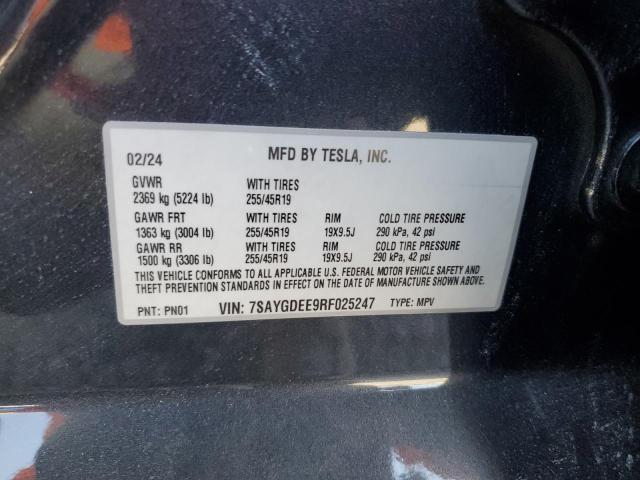 02/24 MFD BY TESLA, INC.
GVWR WITH TIRES
2369 kg (5224 lb) 255/45R19
GAWR FRT WITH TIRES RIM COLD TIRE PRESSURE
1363 kg (3004 lb) 255/45R19 19X9.5J 290 kPa, 42 psi
GAWR RR WITH TIRES RIM COLD TIRE PRESSURE
1500 kg (3306 lb) 255/45R19 19X9.5J 290 kPa, 42 psi
THIS VEHICLE CONFORMS TO ALL APPLICABLE U.S. FEDERAL MOTOR VEHICLE SAFETY AND
THEFT PREVENTION STANDARDS IN EFFECT ON THE DATE OF MANUFACTURE SHOWN ABOVE.
PNT: PN01 VIN: 7SAYGDEE9RF025247 TYPE: MPV